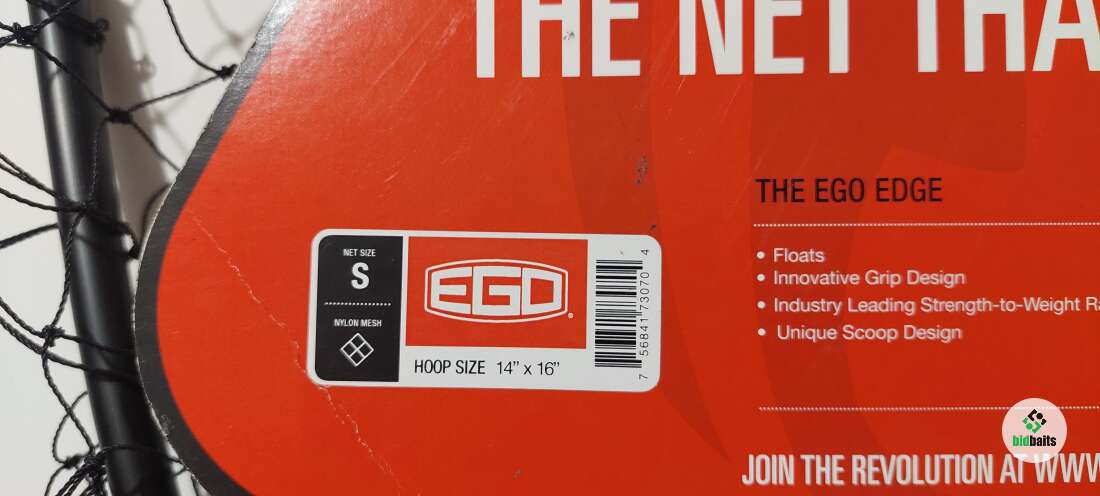 THE NET THA
THE EGO EDGE
• Floats
• Innovative Grip Design
• Industry Leading Strength-to-Weight Ra
• Unique Scoop Design
NET SIZE
S
NYLON MESH
EGO
HOOP SIZE 14" x 16"
7 56841 73070 4
JOIN THE REVOLUTION AT WWW
bidbaits